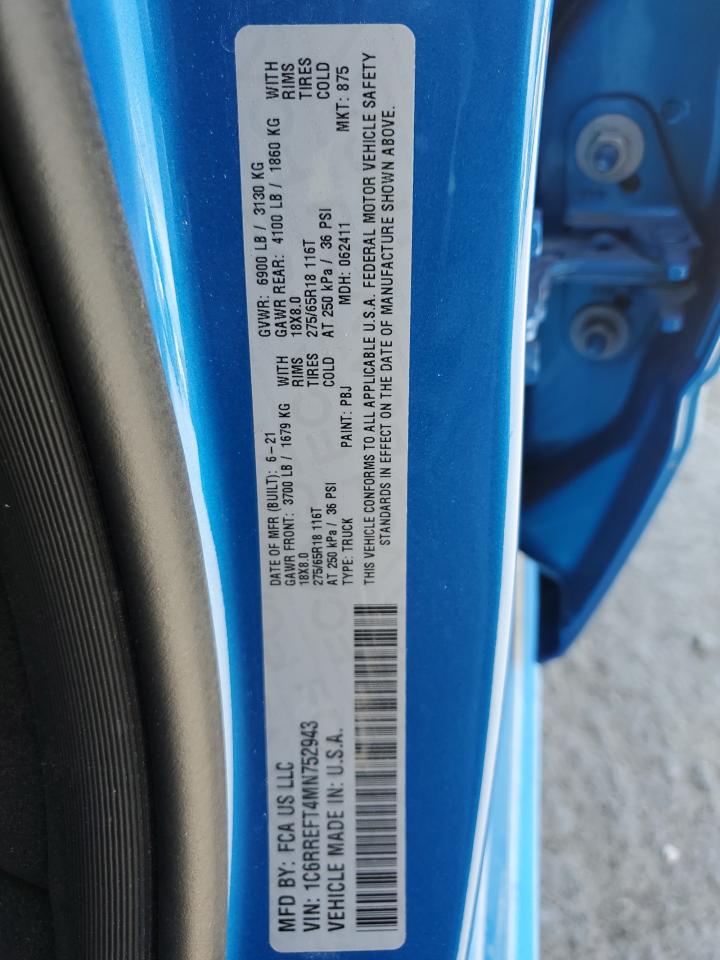 MFD BY: FCA US LLC
VIN: 1C6RREFT4MN752943
VEHICLE MADE IN: U.S.A.
DATE OF MFR (BUILT): 6-21
GAWR FRONT: 3700 LB / 1679 KG WITH
18X8.0 RIMS
275/65R18 116T TIRES
AT 250 kPa / 36 PSI COLD
TYPE: TRUCK PAINT: PBJ
GVWR: 6900 LB / 3130 KG
GAWR REAR: 4100 LB / 1860 KG WITH
18X8.0 RIMS
275/65R18 116T TIRES
AT 250 kPa / 36 PSI COLD
MDH: 062411 MKT: 875
THIS VEHICLE CONFORMS TO ALL APPLICABLE U.S.A. FEDERAL MOTOR VEHICLE SAFETY
STANDARDS IN EFFECT ON THE DATE OF MANUFACTURE SHOWN ABOVE.